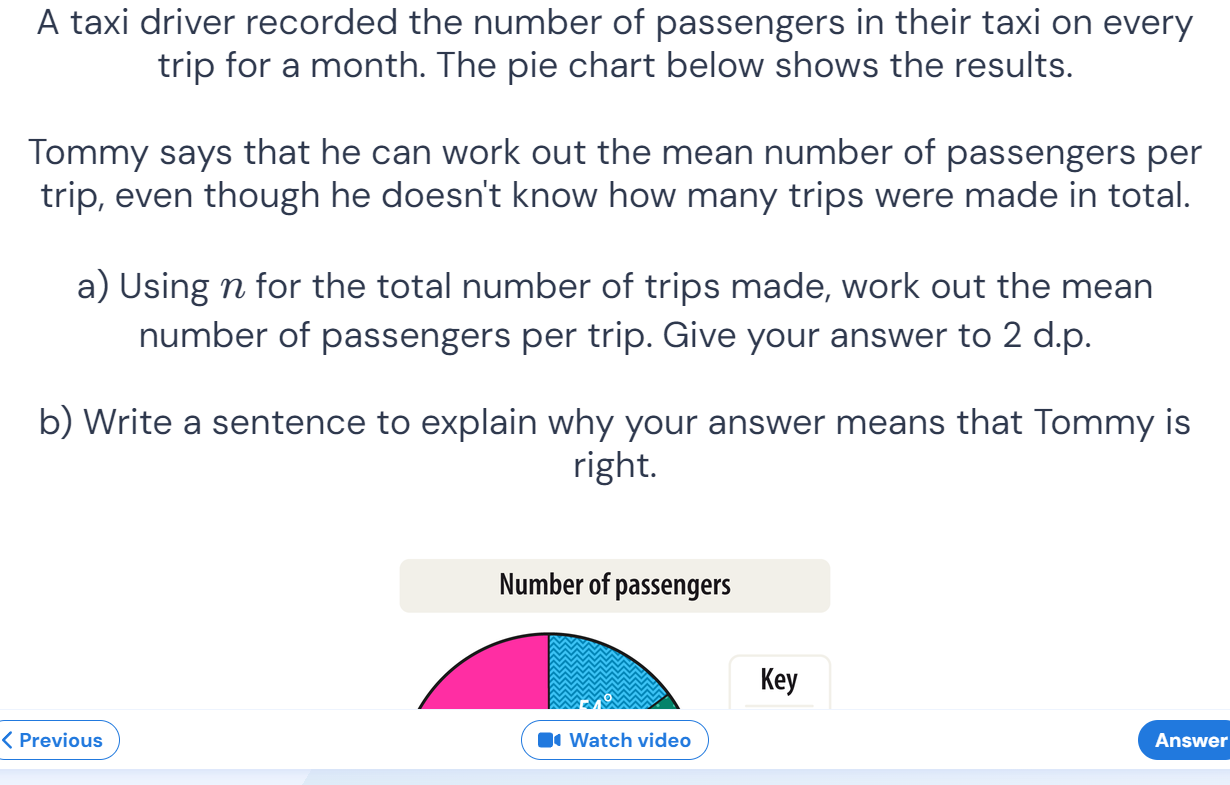 A taxi driver recorded the number of passengers in their taxi on every
trip for a month. The pie chart below shows the results.
Tommy says that he can work out the mean number of passengers per
trip, even though he doesn't know how many trips were made in total.
a) Using n for the total number of trips made, work out the mean
number of passengers per trip. Give your answer to 2 d.p.
b) Write a sentence to explain why your answer means that Tommy is
right.
Number of passengers
Key
54°
Previous
Watch video
Answer